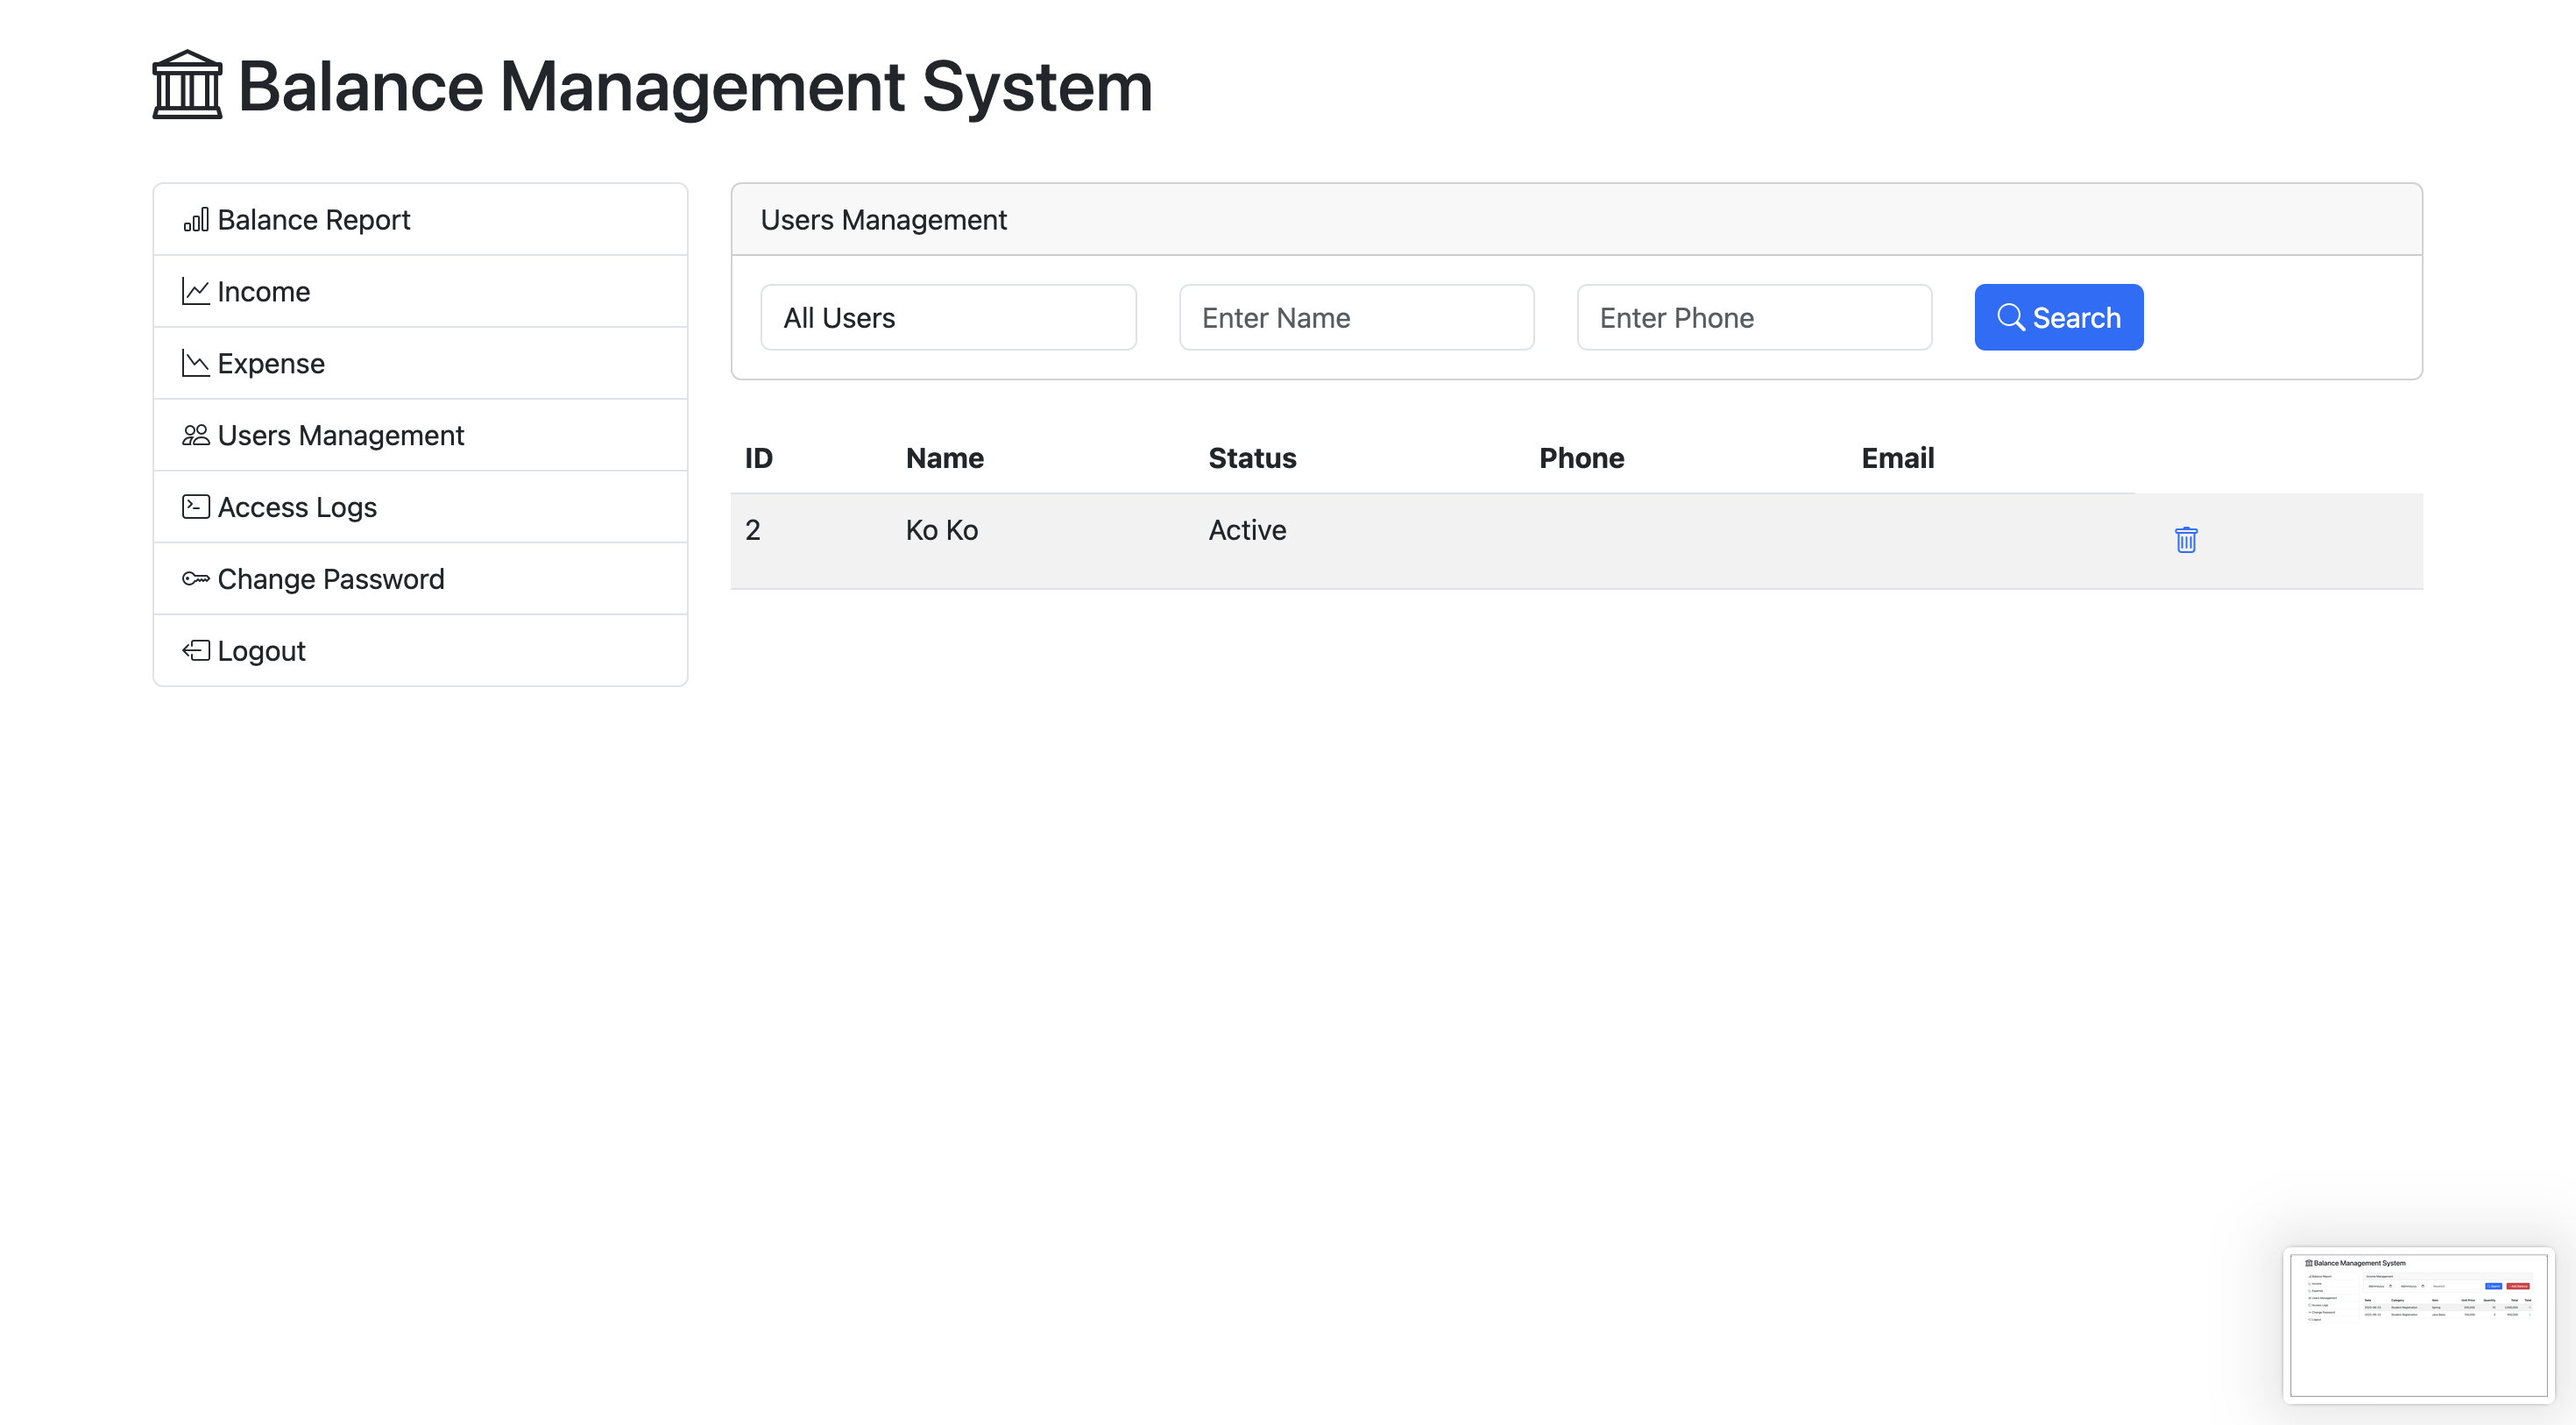 Balance Management System
Balance Report
Income
Expense
Users Management
Access Logs
Change Password
Logout
Users Management
All Users Enter Name Enter Phone Search
ID Name Status Phone Email
2 Ko Ko Active
Balance Management System